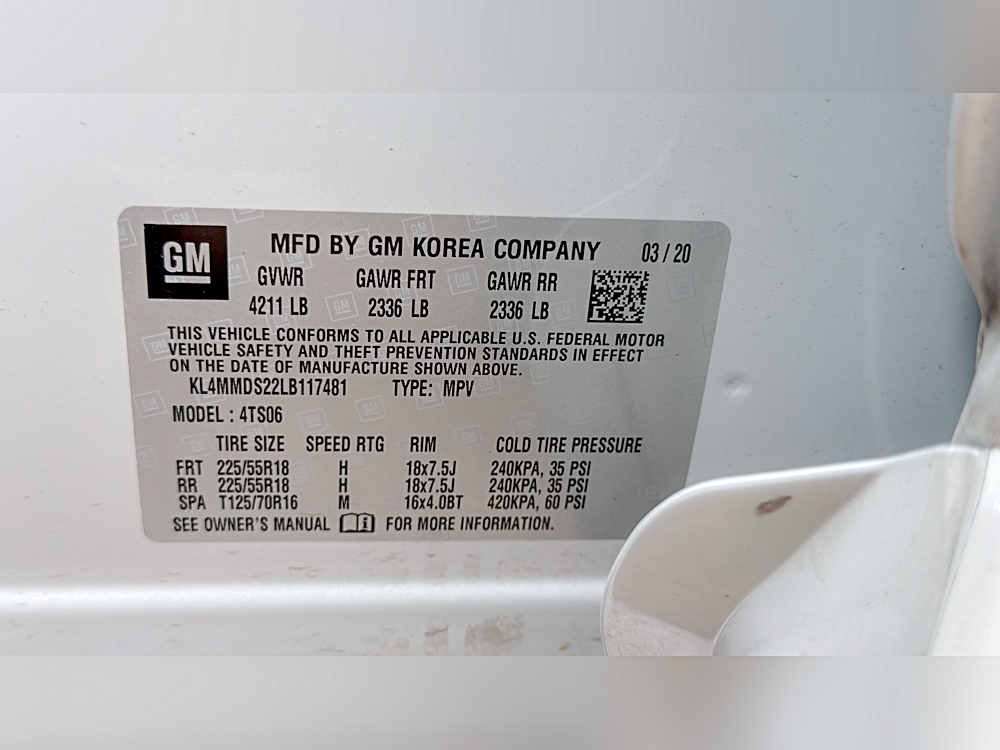 GM
MFD BY GM KOREA COMPANY 03 / 20
GVWR GAWR FRT GAWR RR
4211 LB 2336 LB 2336 LB
THIS VEHICLE CONFORMS TO ALL APPLICABLE U.S. FEDERAL MOTOR
VEHICLE SAFETY AND THEFT PREVENTION STANDARDS IN EFFECT
ON THE DATE OF MANUFACTURE SHOWN ABOVE.
KL4MMDS22LB117481 TYPE: MPV
MODEL : 4TS06
TIRE SIZE SPEED RTG RIM COLD TIRE PRESSURE
FRT 225/55R18 H 18x7.5J 240KPA, 35 PSI
RR 225/55R18 H 18x7.5J 240KPA, 35 PSI
SPA T125/70R16 M 16x4.0BT 420KPA, 60 PSI
SEE OWNER'S MANUAL FOR MORE INFORMATION.